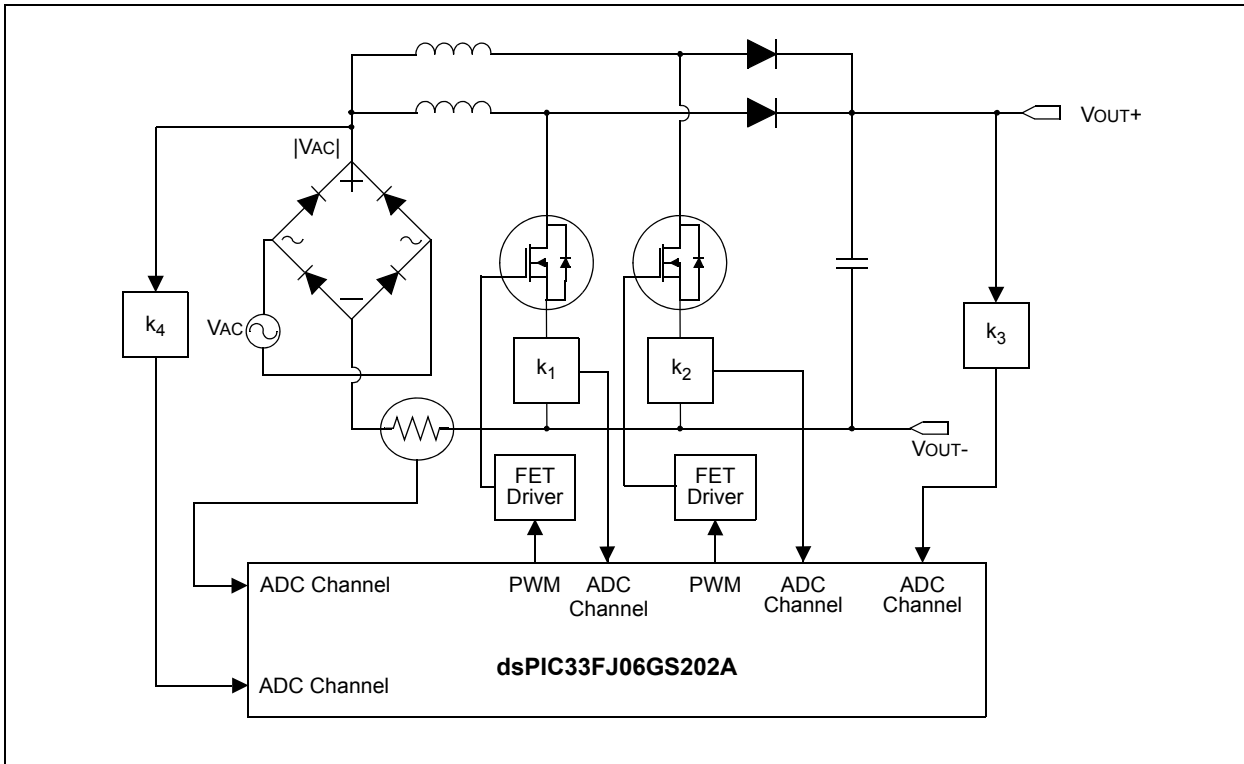 VOUT+
|VAC|
k4
VAC
k1
k2
k3
VOUT-
FET
Driver
FET
Driver
ADC Channel
PWM
ADC
Channel
PWM
ADC
Channel
ADC
Channel
dsPIC33FJ06GS202A
ADC Channel